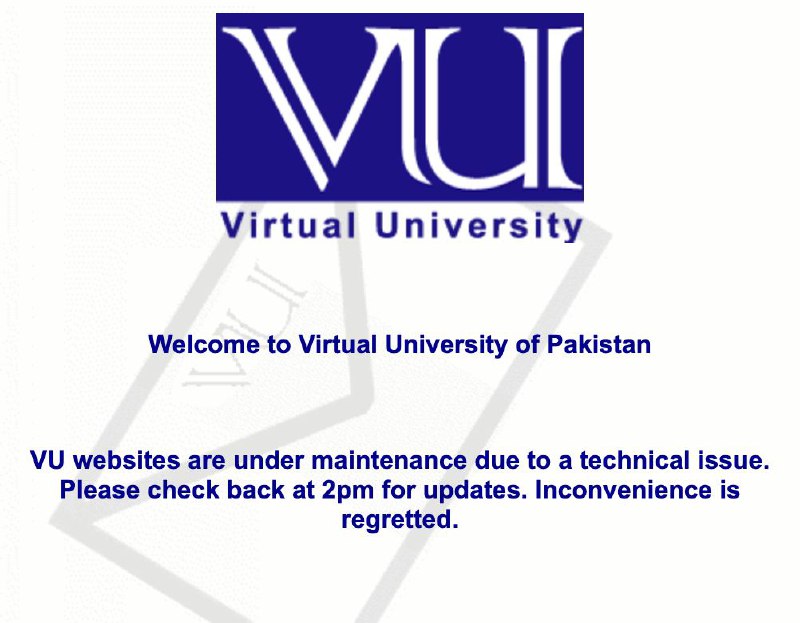 VU
Virtual University
VU
Welcome to Virtual University of Pakistan
VU websites are under maintenance due to a technical issue.
Please check back at 2pm for updates. Inconvenience is
regretted.